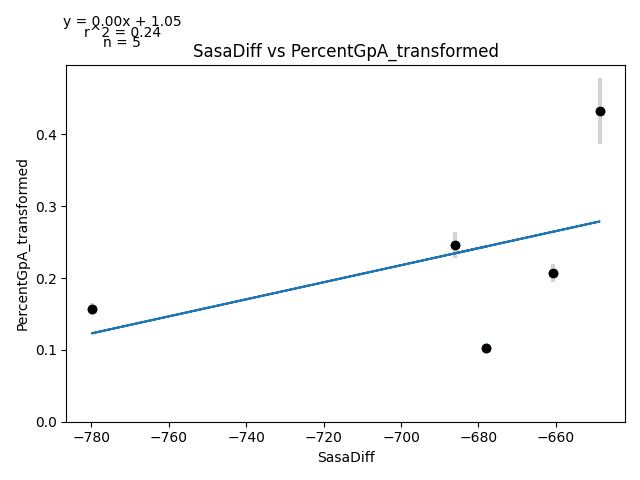 y = 0.00x + 1.05
r^2 = 0.24
n = 5
SasaDiff vs PercentGpA_transformed
PercentGpA_transformed
0.4
0.3
0.2
0.1
0.0
−780 −760 −740 −720 −700 −680 −660
SasaDiff